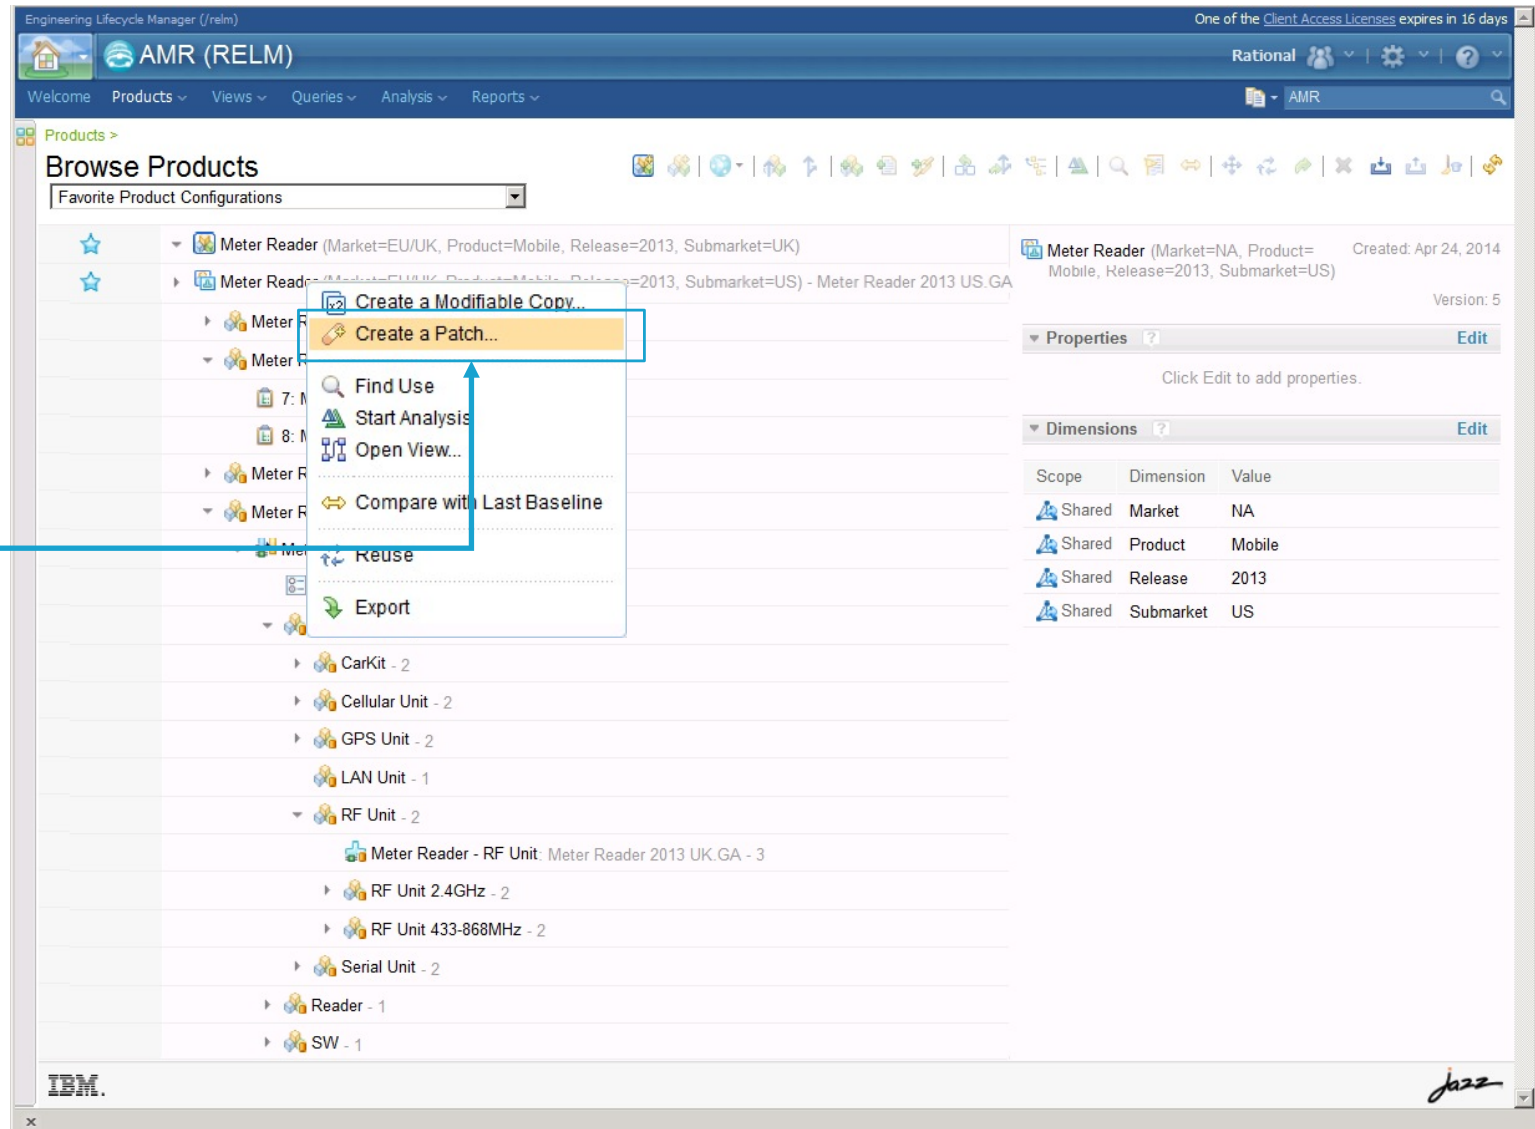 Engineering Lifecycle Manager (/relm)
One of the Client Access Licenses expires in 16 days
AMR (RELM)
Rational
Welcome Products Views Queries Analysis Reports
AMR
Products >
Browse Products
Favorite Product Configurations
Meter Reader (Market=EU/UK, Product=Mobile, Release=2013, Submarket=UK)
Meter Reader =2013, Submarket=US) - Meter Reader 2013 US.GA
Meter R
Meter R
7: M
8: M
Meter R
Meter R
Met
Create a Modifiable Copy...
Create a Patch...
Find Use
Start Analysis
Open View...
Compare with Last Baseline
Reuse
Export
CarKit - 2
Cellular Unit - 2
GPS Unit - 2
LAN Unit - 1
RF Unit - 2
Meter Reader - RF Unit: Meter Reader 2013 UK.GA - 3
RF Unit 2.4GHz - 2
RF Unit 433-868MHz - 2
Serial Unit - 2
Reader - 1
SW - 1
Meter Reader (Market=NA, Product=
Mobile, Release=2013, Submarket=US)
Created: Apr 24, 2014
Version: 5
Properties ? Edit
Click Edit to add properties.
Dimensions ? Edit
Scope Dimension Value
Shared Market NA
Shared Product Mobile
Shared Release 2013
Shared Submarket US
IBM.
jazz
x